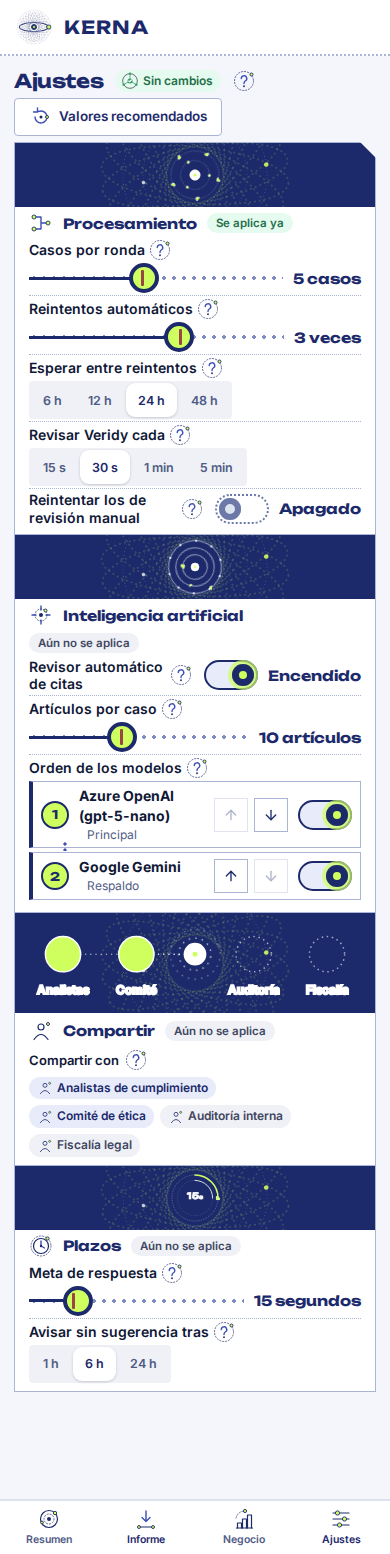 KERNA
Ajustes Sin cambios ?
Valores recomendados
Procesamiento Se aplica ya
Casos por ronda ?
5 casos
Reintentos automáticos ?
3 veces
Esperar entre reintentos ?
6 h 12 h 24 h 48 h
Revisar Veridy cada ?
15 s 30 s 1 min 5 min
Reintentar los de
revisión manual ? Apagado
Inteligencia artificial
Aún no se aplica
Revisor automático
de citas ? Encendido
Artículos por caso ?
10 artículos
Orden de los modelos ?
1 Azure OpenAI
(gpt-5-nano)
Principal
2 Google Gemini
Respaldo
Analistas Comité Auditoría Fiscalía
Compartir Aún no se aplica
Compartir con ?
Analistas de cumplimiento
Comité de ética Auditoría interna
Fiscalía legal
15s
Plazos Aún no se aplica
Meta de respuesta ?
15 segundos
Avisar sin sugerencia tras ?
1 h 6 h 24 h
Resumen Informe Negocio Ajustes